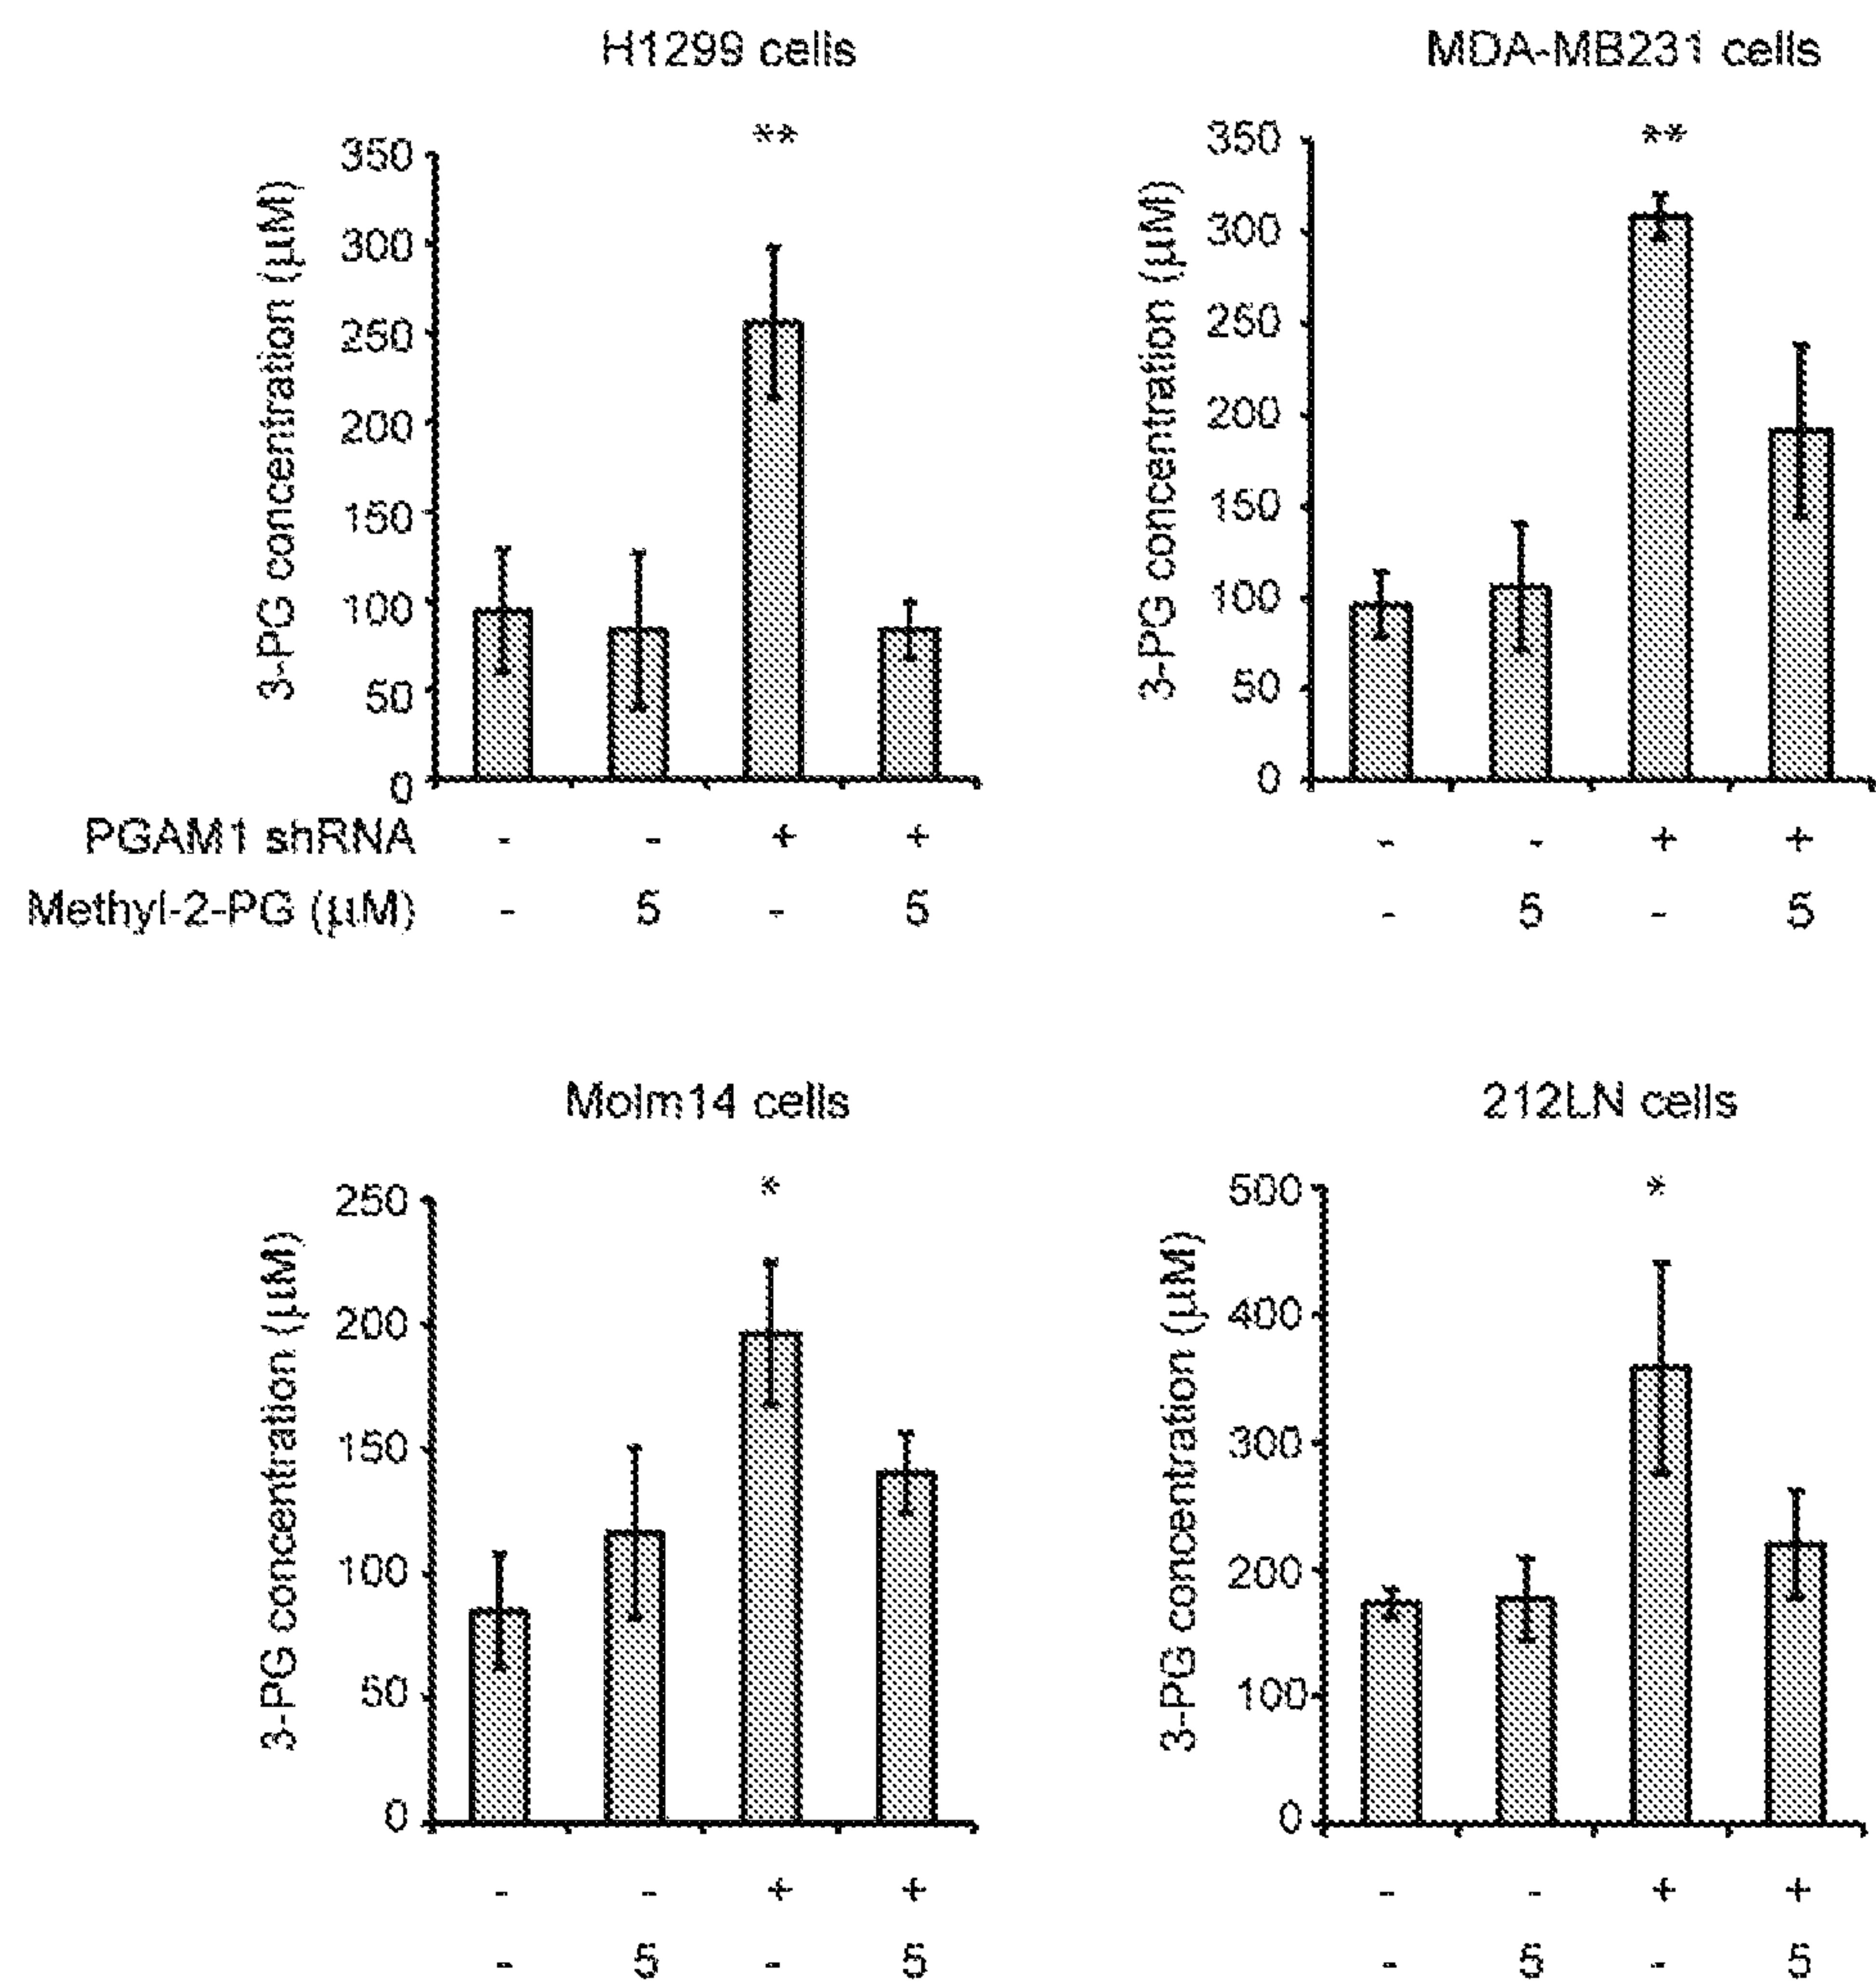 H1299 cells
**
3-PG concentration (µM)
350
300
250
200
150
100
50
0
PGAM1 shRNA - - + +
Methyl-2-PG (µM) - 5 - 5
MDA-MB231 cells
**
3-PG concentration (µM)
350
300
250
200
150
100
50
0
- - + +
- 5 - 5
Molm14 cells
*
3-PG concentration (µM)
250
200
150
100
50
0
- - + +
- 5 - 5
212LN cells
*
3-PG concentration (µM)
500
400
300
200
100
0
- - + +
- 5 - 5